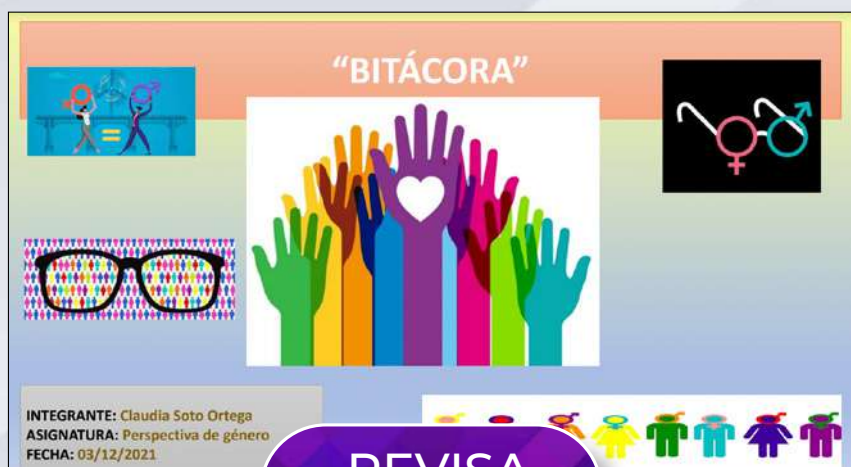 “BITÁCORA”
INTEGRANTE: Claudia Soto Ortega
ASIGNATURA: Perspectiva de género
FECHA: 03/12/2021
REVISA